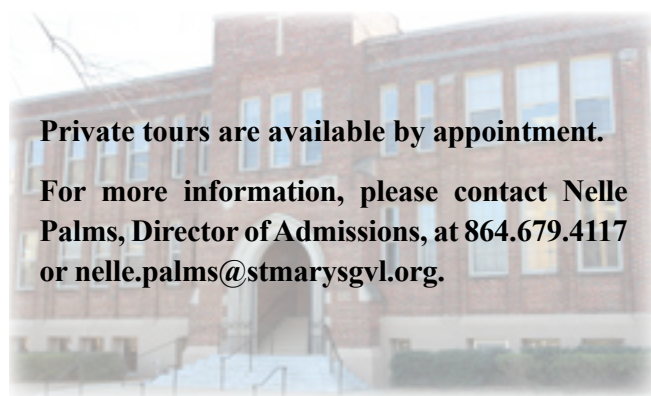 Private tours are available by appointment.
For more information, please contact Nelle
Palms, Director of Admissions, at 864.679.4117
or nelle.palms@stmarysgvl.org.